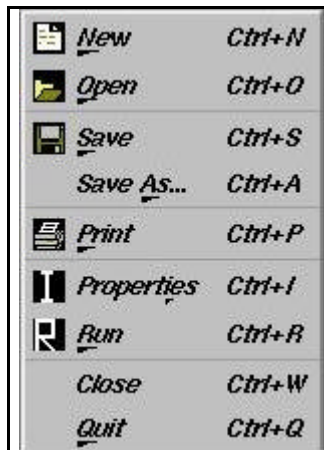 New Ctrl+N
Open Ctrl+O
Save Ctrl+S
Save As... Ctrl+A
Print Ctrl+P
Properties Ctrl+I
Run Ctrl+R
Close Ctrl+W
Quit Ctrl+Q